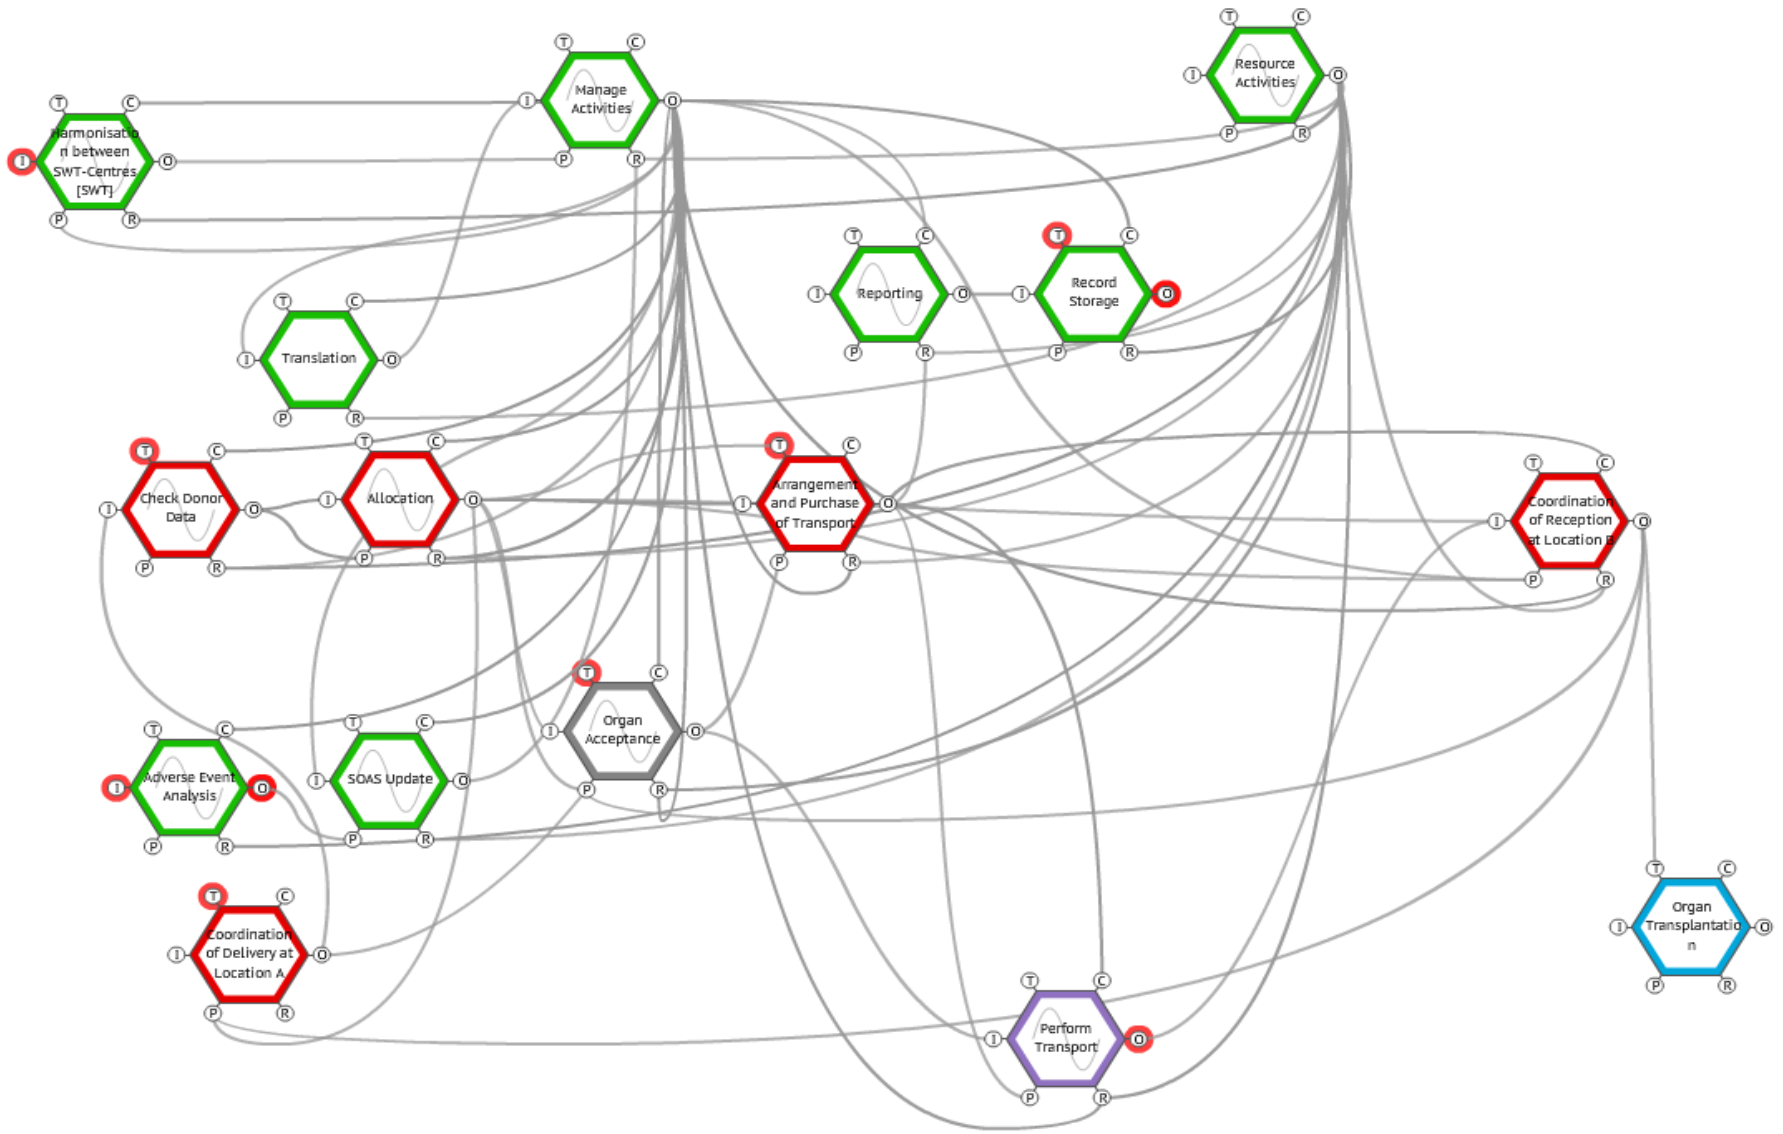 T C
Resource
Activities
I O
P R
T C
Manage
Activities
I O
P R
T C
Harmonisatio
n between
SWT-Centres
[SWT]
I O
P R
T C
Reporting
I O
P R
T C
Record
Storage
I O
P R
T C
Translation
I O
P R
T C
Check Donor
Data
I O
P R
T C
Allocation
I O
P R
T C
Arrangement
and Purchase
of Transport
I O
P R
T C
Coordination
of Reception
at Location B
I O
P R
T C
Organ
Acceptance
I O
P R
T C
Adverse Event
Analysis
I O
P R
T C
SOAS Update
I O
P R
T C
Coordination
of Delivery at
Location A
I O
P R
T C
Organ
Transplantatio
n
I O
P R
T C
Perform
Transport
I O
P R